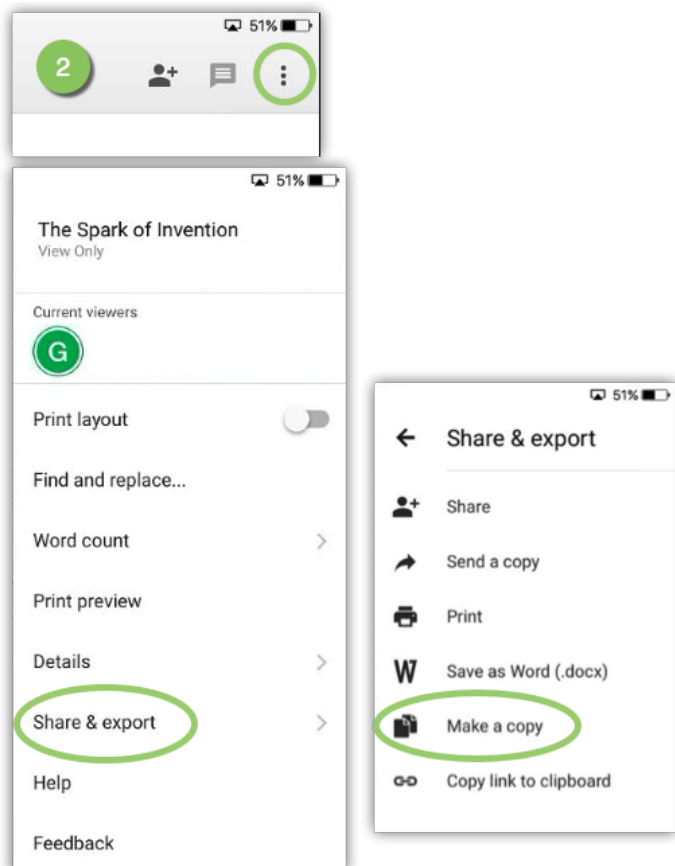 51%
2
51%
The Spark of Invention
View Only
Current viewers
G
Print layout
Find and replace...
Word count
Print preview
Details
Share & export
Help
Feedback
51%
Share & export
Share
Send a copy
Print
W Save as Word (.docx)
Make a copy
Copy link to clipboard